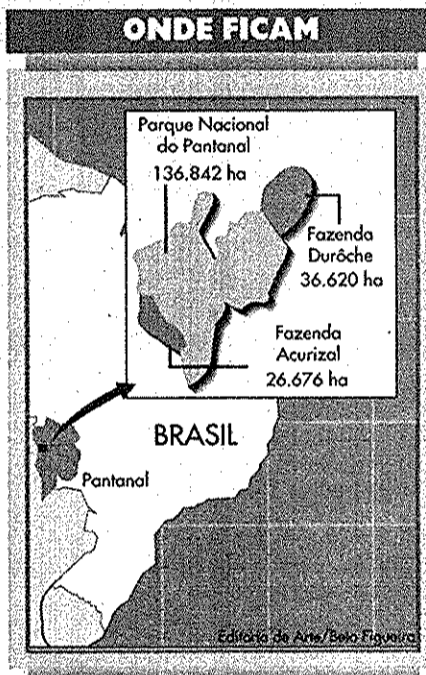 ONDE FICAM
Parque Nacional
do Pantanal
136.842 ha
Fazenda
Durôche
36.620 ha
Fazenda
Acurizal
26.676 ha
BRASIL
Pantanal
Editoria de Arte/Beto Figueira